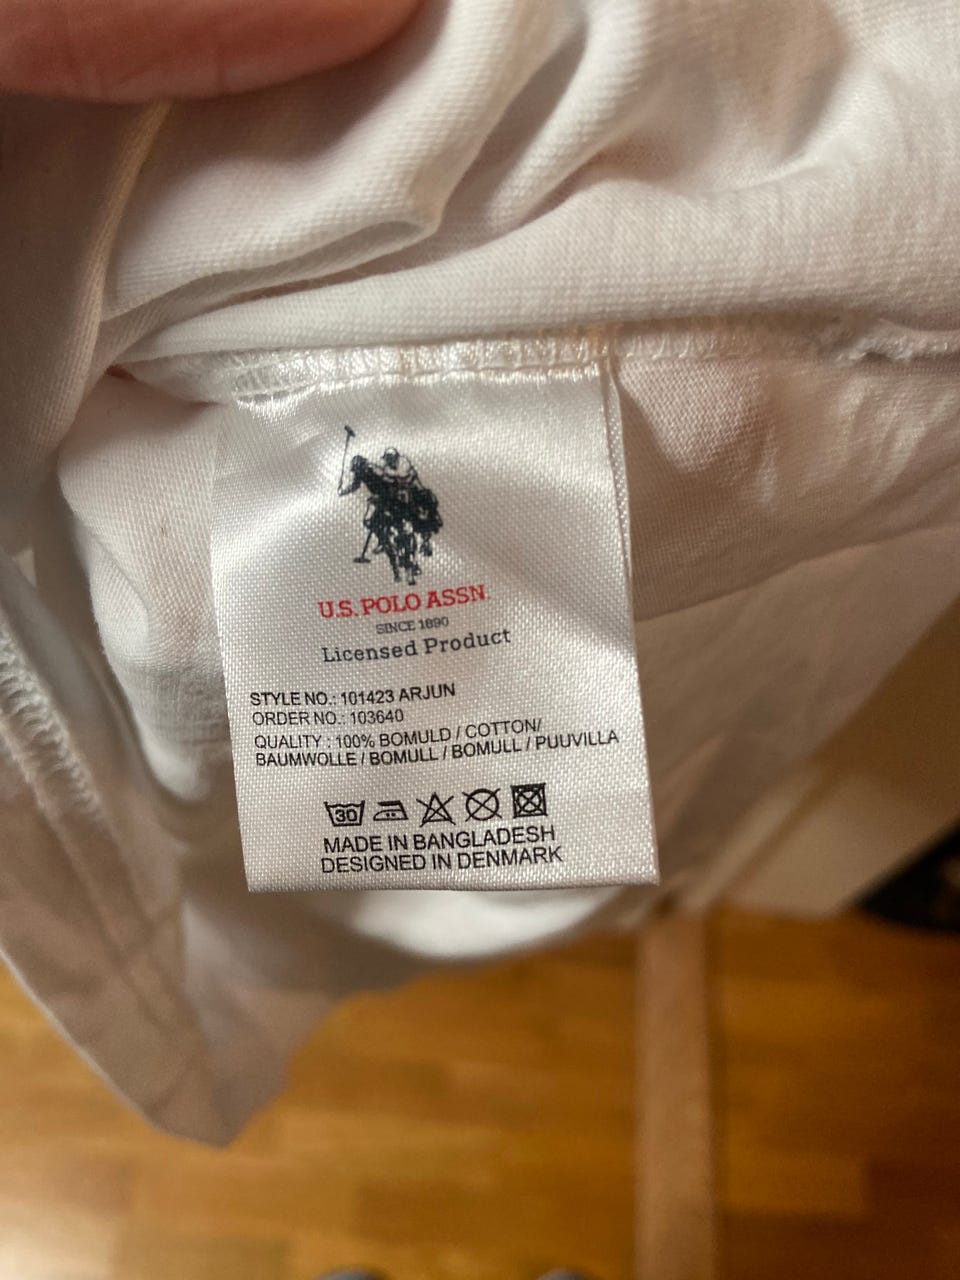 U.S. POLO ASSN.
SINCE 1890
Licensed Product
STYLE NO.: 101423 ARJUN
ORDER NO.: 103640
QUALITY : 100% BOMULD / COTTON/
BAUMWOLLE / BOMULL / BOMULL / PUUVILLA
30
MADE IN BANGLADESH
DESIGNED IN DENMARK